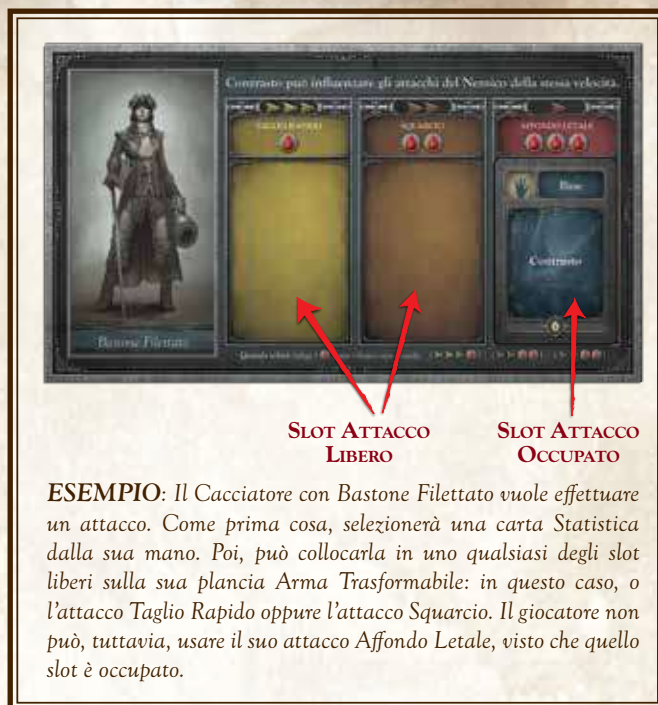 Contrasto può influenzare gli attacchi del Nemico della stessa velocità.
TAGLIO RAPIDO
SQUARCIO
AFFONDO LETALE
Base
Contrasto
Bastone Filettato
SLOT ATTACCO
LIBERO
SLOT ATTACCO
OCCUPATO
ESEMPIO: Il Cacciatore con Bastone Filettato vuole effettuare
un attacco. Come prima cosa, selezionerà una carta Statistica
dalla sua mano. Poi, può collocarla in uno qualsiasi degli slot
liberi sulla sua plancia Arma Trasformabile: in questo caso, o
l'attacco Taglio Rapido oppure l'attacco Squarcio. Il giocatore non
può, tuttavia, usare il suo attacco Affondo Letale, visto che quello
slot è occupato.